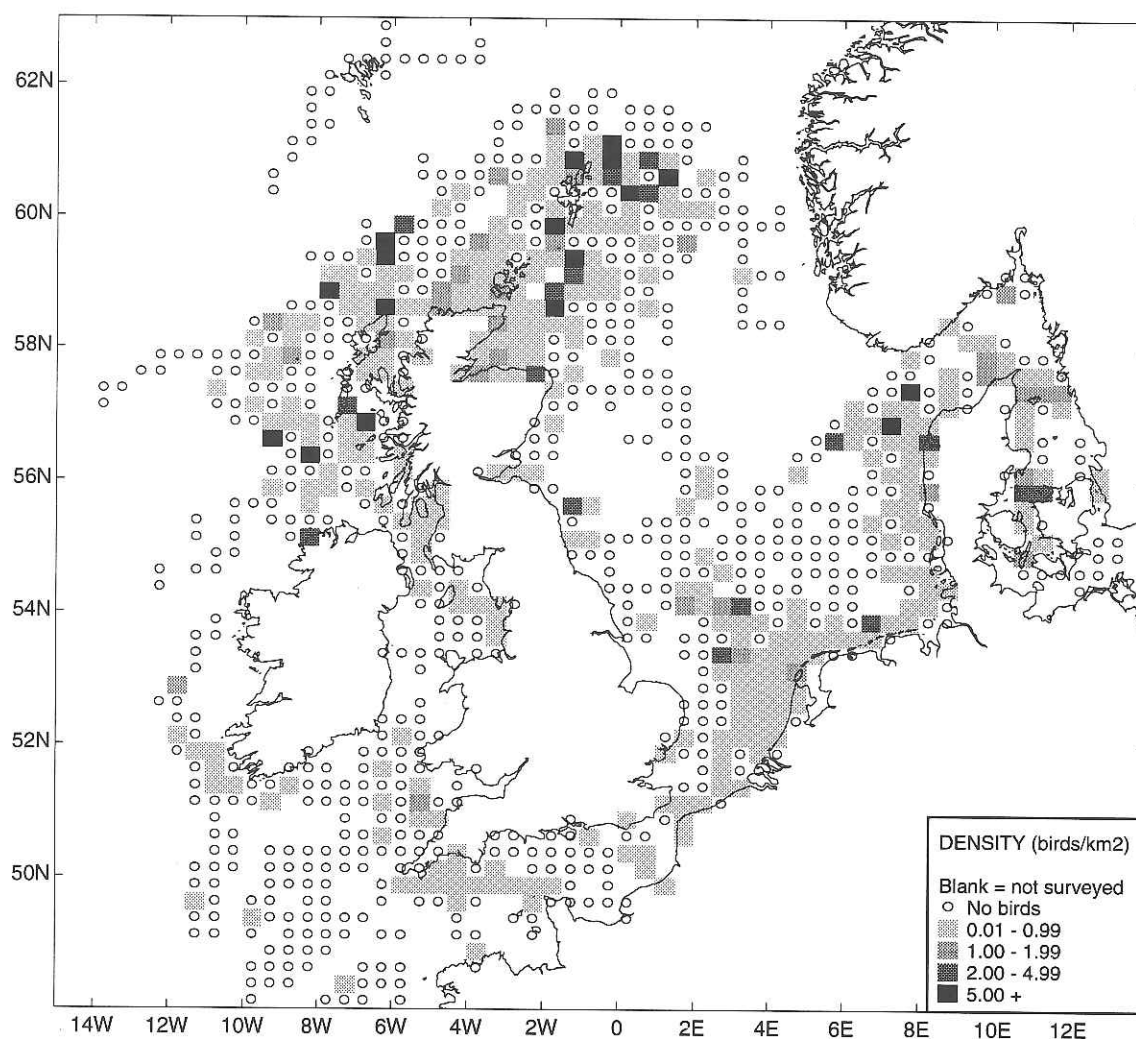 62N
60N
58N
56N
54N
52N
50N
14W 12W 10W 8W 6W 4W 2W 0 2E 4E 6E 8E 10E 12E
DENSITY (birds/km2)
Blank = not surveyed
No birds
0.01 - 0.99
1.00 - 1.99
2.00 - 4.99
5.00 +